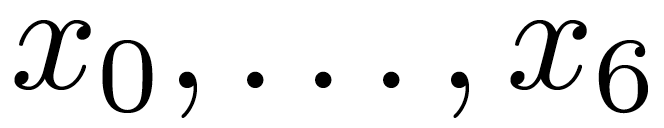 x₀, . . . , x₆